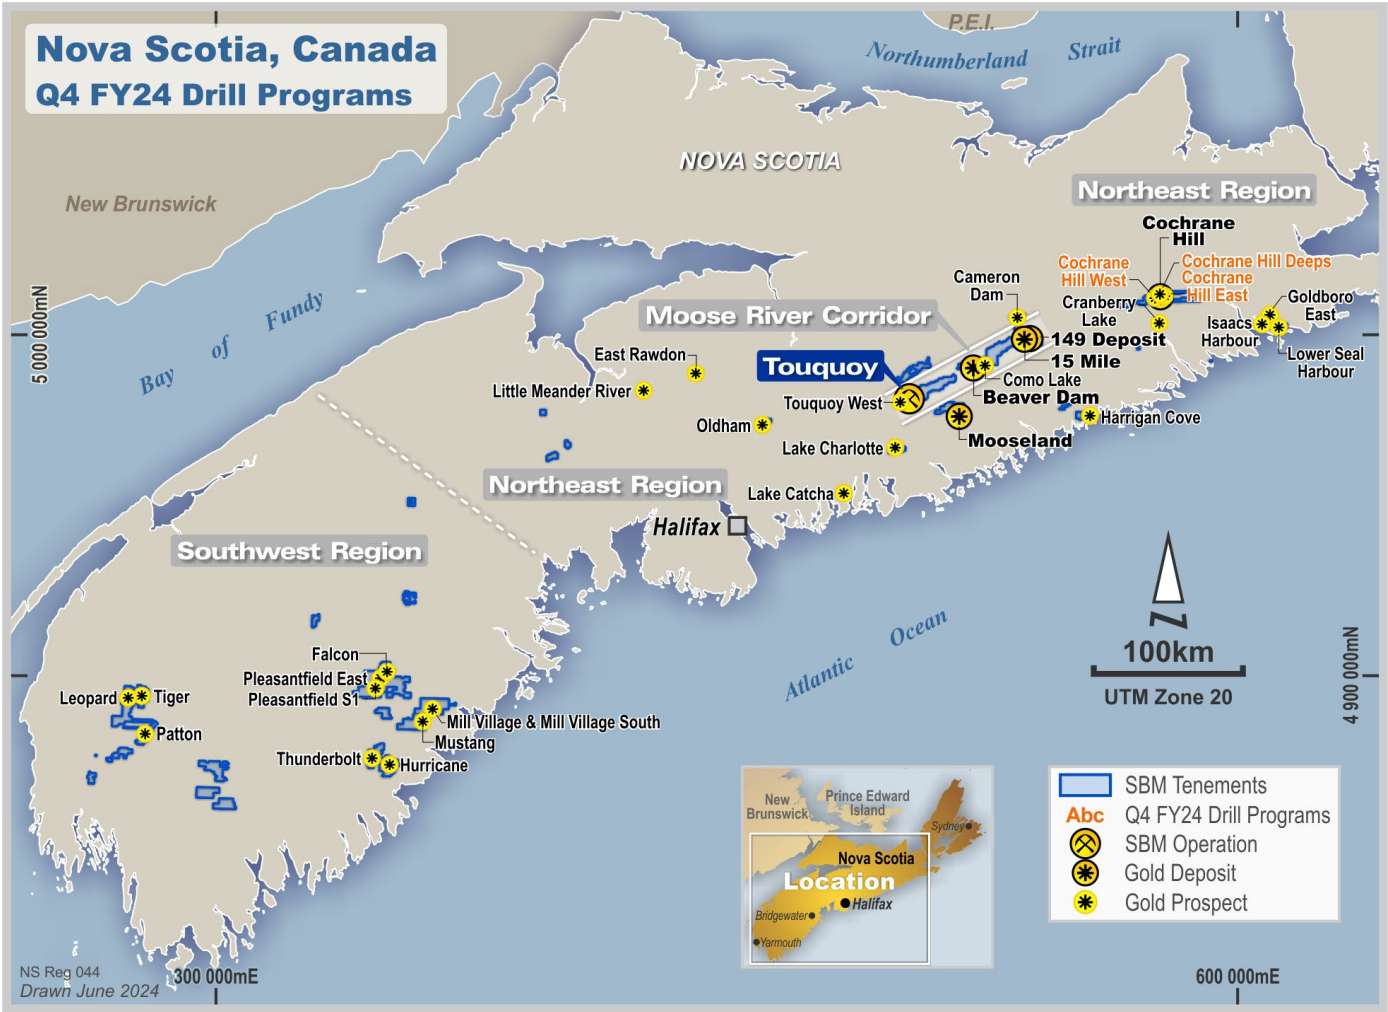 Nova Scotia, Canada
Q4 FY24 Drill Programs
P.E.I.
Northumberland Strait
NOVA SCOTIA
New Brunswick
Northeast Region
Cochrane
Hill
Cochrane
Hill West
Cochrane Hill Deeps
Cochrane
Hill East
Cameron
Dam
Cranberry
Lake
Goldboro
East
Isaacs
Harbour
Lower Seal
Harbour
5 000 000mN
Bay of Fundy
Moose River Corridor
149 Deposit
15 Mile
East Rawdon
Touquoy
Como Lake
Little Meander River
Touquoy West
Beaver Dam
Harrigan Cove
Oldham
Mooseland
Lake Charlotte
Northeast Region
Lake Catcha
Halifax
Southwest Region
Atlantic Ocean
N
100km
UTM Zone 20
4 900 000mN
Falcon
Pleasantfield East
Pleasantfield S1
Leopard
Tiger
Patton
Mill Village & Mill Village South
Mustang
Thunderbolt
Hurricane
New
Brunswick
Prince Edward
Island
Sydney
Nova Scotia
Location
Halifax
Bridgewater
Yarmouth
SBM Tenements
Abc Q4 FY24 Drill Programs
SBM Operation
Gold Deposit
Gold Prospect
NS Reg 044
Drawn June 2024
300 000mE
600 000mE